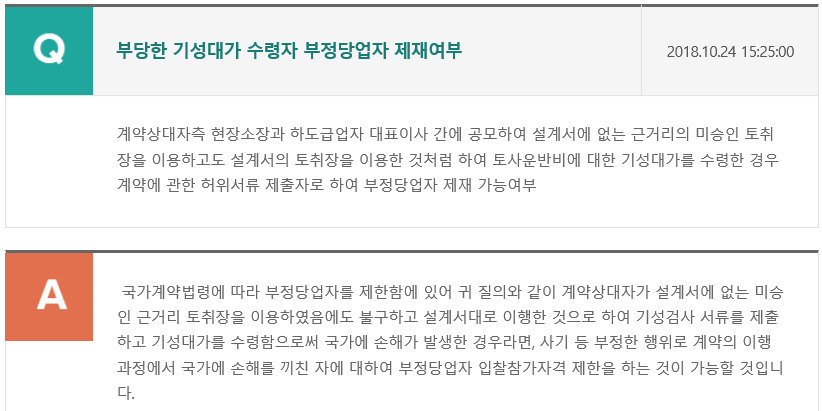 Q
부당한 기성대가 수령자 부정당업자 제재여부
2018.10.24 15:25:00
계약상대자측 현장소장과 하도급업자 대표이사 간에 공모하여 설계서에 없는 근거리의 미승인 토취
장을 이용하고도 설계서의 토취장을 이용한 것처럼 하여 토사운반비에 대한 기성대가를 수령한 경우
계약에 관한 허위서류 제출자로 하여 부정당업자 제재 가능여부
A
국가계약법령에 따라 부정당업자를 제한함에 있어 귀 질의와 같이 계약상대자가 설계서에 없는 미승
인 근거리 토취장을 이용하였음에도 불구하고 설계서대로 이행한 것으로 하여 기성검사 서류를 제출
하고 기성대가를 수령함으로써 국가에 손해가 발생한 경우라면, 사기 등 부정한 행위로 계약의 이행
과정에서 국가에 손해를 끼친 자에 대하여 부정당업자 입찰참가자격 제한을 하는 것이 가능할 것입니
다.